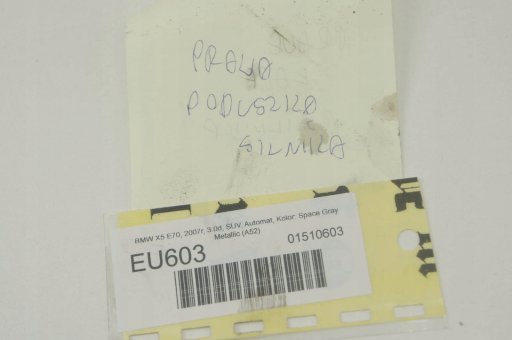 PRAWA
PODUSZKA
SILNIKA
BMW X5 E70, 2007r, 3.0d, SUV, Automat, Kolor: Space Gray
Metallic (A52)
EU603
01510603